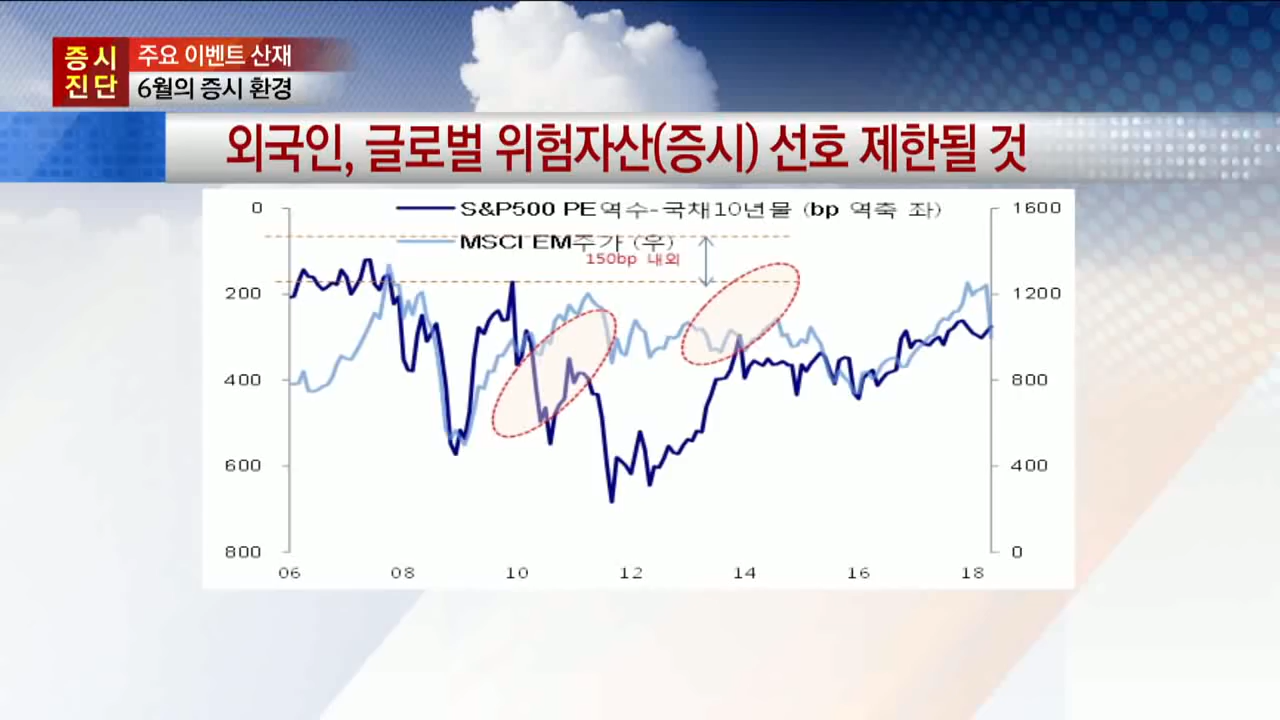 증시
진단
주요 이벤트 산재
6월의 증시 환경
외국인, 글로벌 위험자산(증시) 선호 제한될 것
S&P500 PE역수-국채10년물 (bp 역축 좌)
MSCI EM주가 (우)
150bp 내외
0
200
400
600
800
1600
1200
800
400
0
06 08 10 12 14 16 18